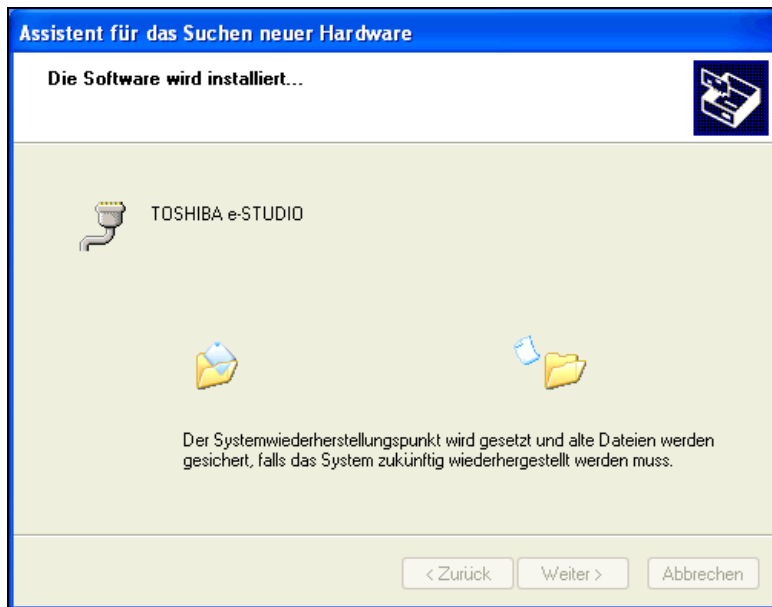 Assistent für das Suchen neuer Hardware
Die Software wird installiert...
TOSHIBA e-STUDIO
Der Systemwiederherstellungspunkt wird gesetzt und alte Dateien werden
gesichert, falls das System zukünftig wiederhergestellt werden muss.
< Zurück Weiter > Abbrechen